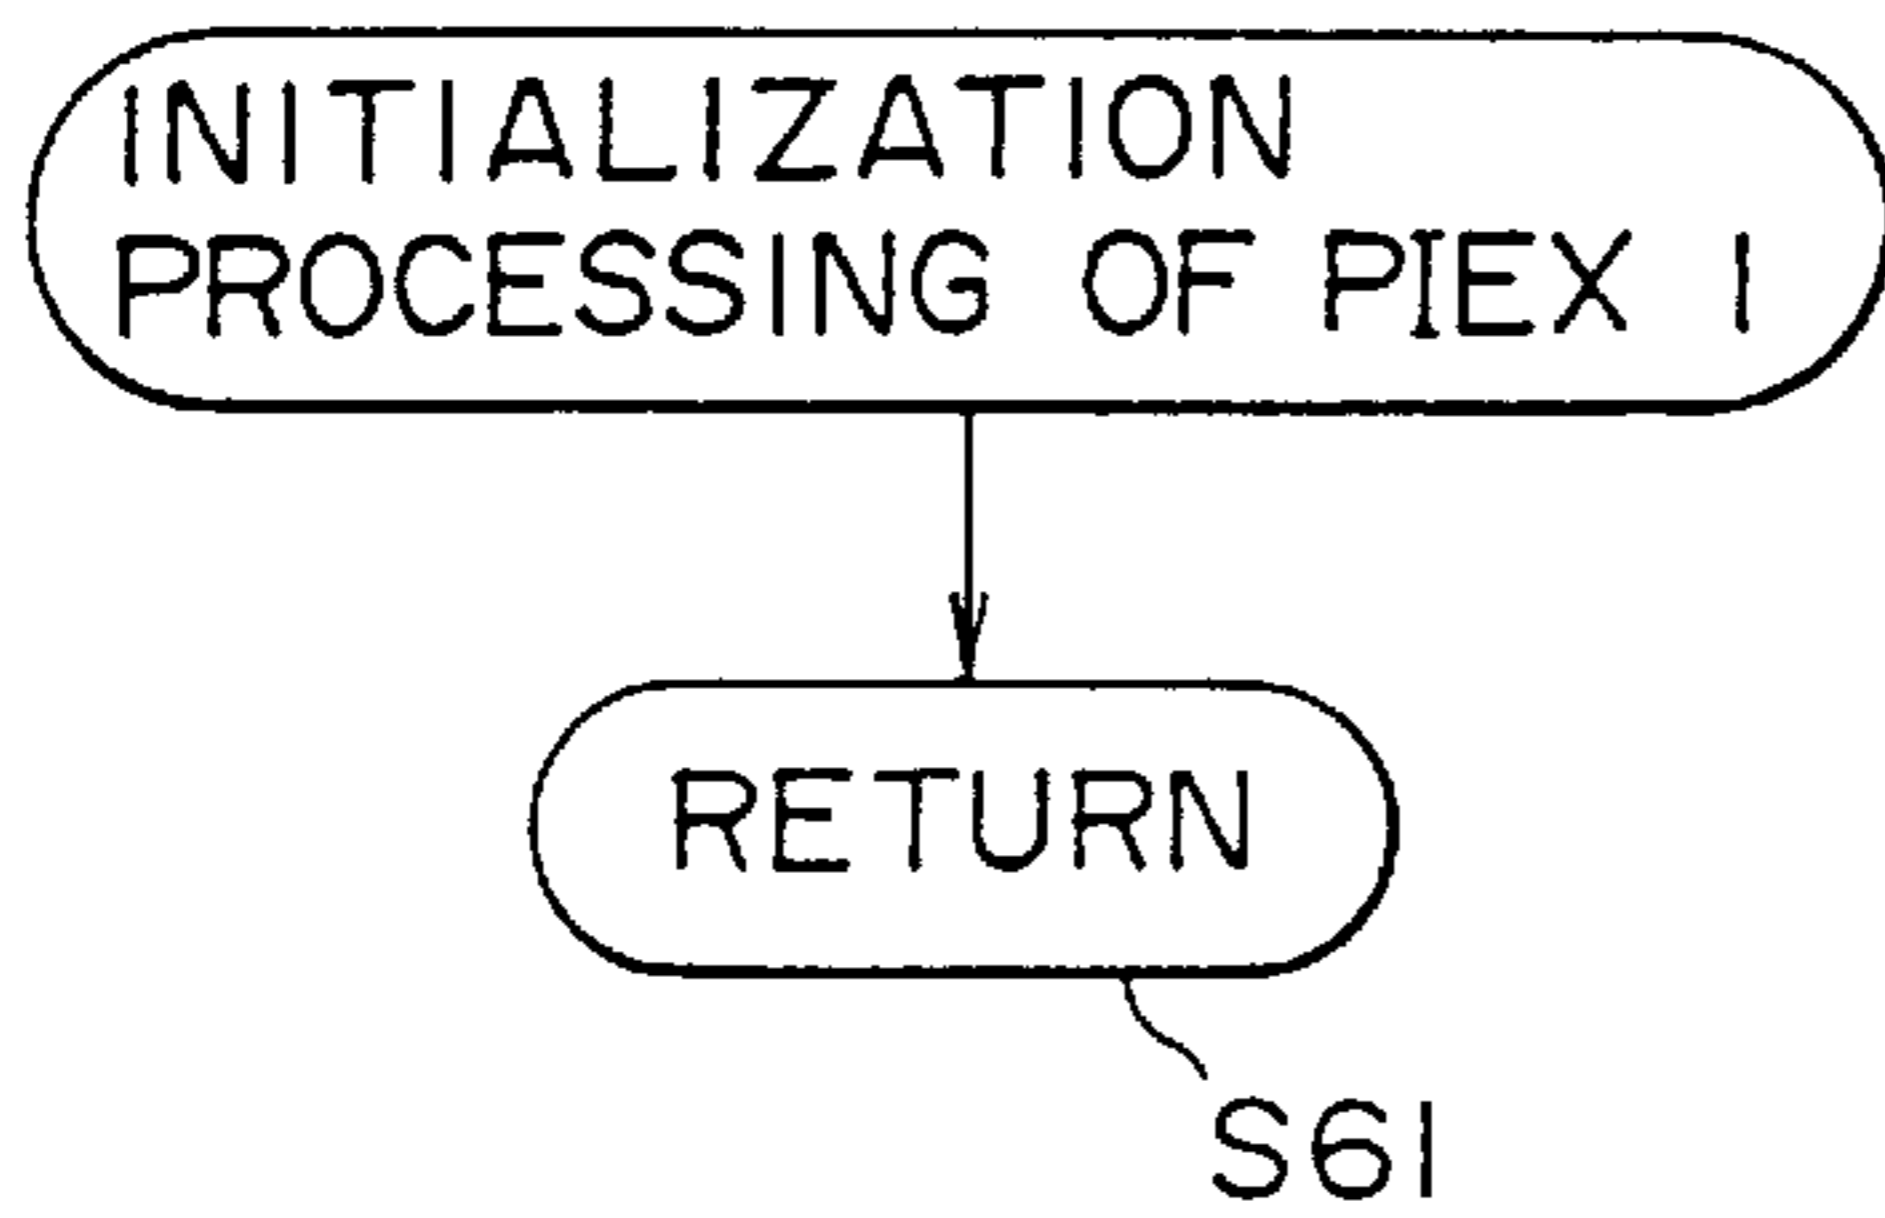 INITIALIZATION
PROCESSING OF PIEX 1
RETURN
S61